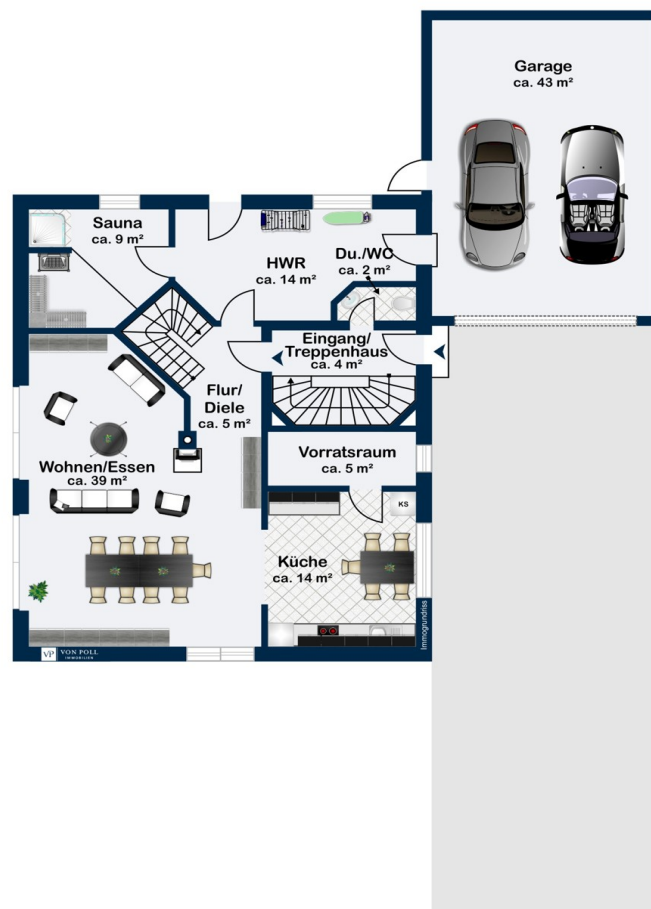 Garage
ca. 43 m²
Sauna
ca. 9 m²
HWR
ca. 14 m²
Du./WC
ca. 2 m²
Eingang/
Treppenhaus
ca. 4 m²
Flur/
Diele
ca. 5 m²
Wohnen/Essen
ca. 39 m²
Vorratsraum
ca. 5 m²
KS
Küche
ca. 14 m²
Immogrundriss
VP VON POLL
IMMOBILIEN